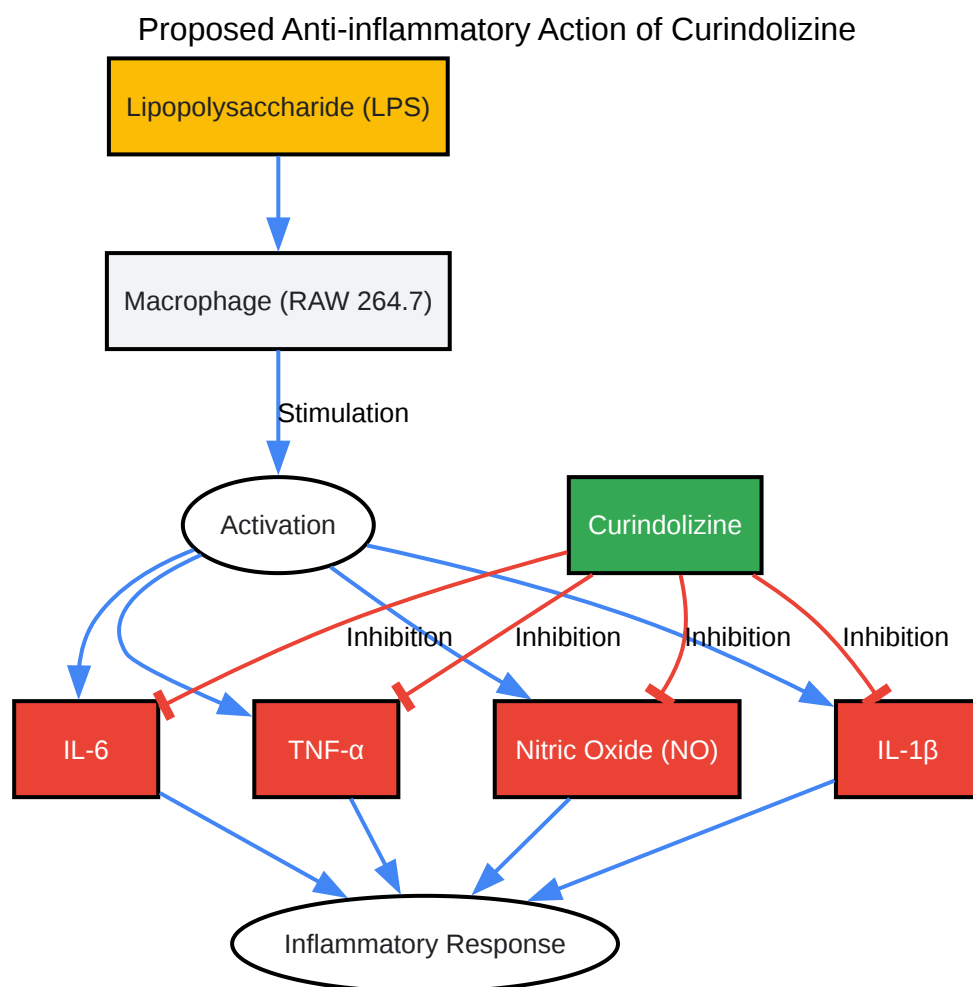 Proposed Anti-inflammatory Action of Curindolizine
Lipopolysaccharide (LPS)
Macrophage (RAW 264.7)
Stimulation
Activation
Curindolizine
Inhibition
Inhibition
Inhibition
Inhibition
IL-6
TNF-α
Nitric Oxide (NO)
IL-1β
Inflammatory Response